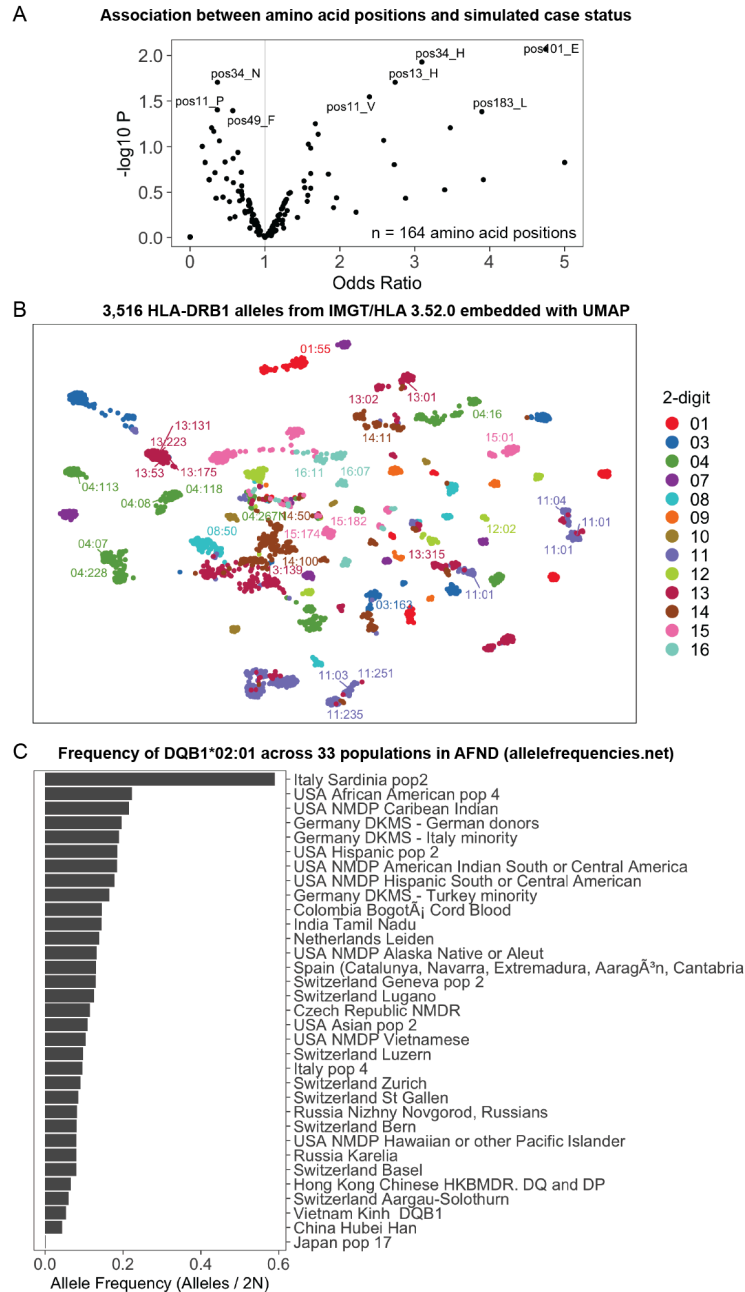 A
Association between amino acid positions and simulated case status
2.0
1.5
1.0
0.5
0.0
-log10 P
pos101_E
pos34_H
pos34_N
pos13_H
pos11_P
pos11_V
pos183_L
pos49_F
n = 164 amino acid positions
0
1
2
3
4
5
Odds Ratio
B
3,516 HLA-DRB1 alleles from IMGT/HLA 3.52.0 embedded with UMAP
01:55
13:02
13:01
04:16
13:131
13:223
14:11
15:01
13:53
13:175
16:11
16:07
04:113
04:118
04:08
11:04
11:01
04:267N
14:50
15:182
12:02
08:50
15:174
11:01
04:07
14:100
13:315
04:228
13:139
11:01
03:163
11:03
11:251
11:235
2-digit
01
03
04
07
08
09
10
11
12
13
14
15
16
C
Frequency of DQB1*02:01 across 33 populations in AFND (allelefrequencies.net)
Italy Sardinia pop2
USA African American pop 4
USA NMDP Caribean Indian
Germany DKMS - German donors
Germany DKMS - Italy minority
USA Hispanic pop 2
USA NMDP American Indian South or Central America
USA NMDP Hispanic South or Central American
Germany DKMS - Turkey minority
Colombia BogotÃ¡ Cord Blood
India Tamil Nadu
Netherlands Leiden
USA NMDP Alaska Native or Aleut
Spain (Catalunya, Navarra, Extremadura, AaragÃ³n, Cantabria
Switzerland Geneva pop 2
Switzerland Lugano
Czech Republic NMDR
USA Asian pop 2
USA NMDP Vietnamese
Switzerland Luzern
Italy pop 4
Switzerland Zurich
Switzerland St Gallen
Russia Nizhny Novgorod, Russians
Switzerland Bern
USA NMDP Hawaiian or other Pacific Islander
Russia Karelia
Switzerland Basel
Hong Kong Chinese HKBMDR. DQ and DP
Switzerland Aargau-Solothurn
Vietnam Kinh DQB1
China Hubei Han
Japan pop 17
0.0
0.2
0.4
0.6
Allele Frequency (Alleles / 2N)